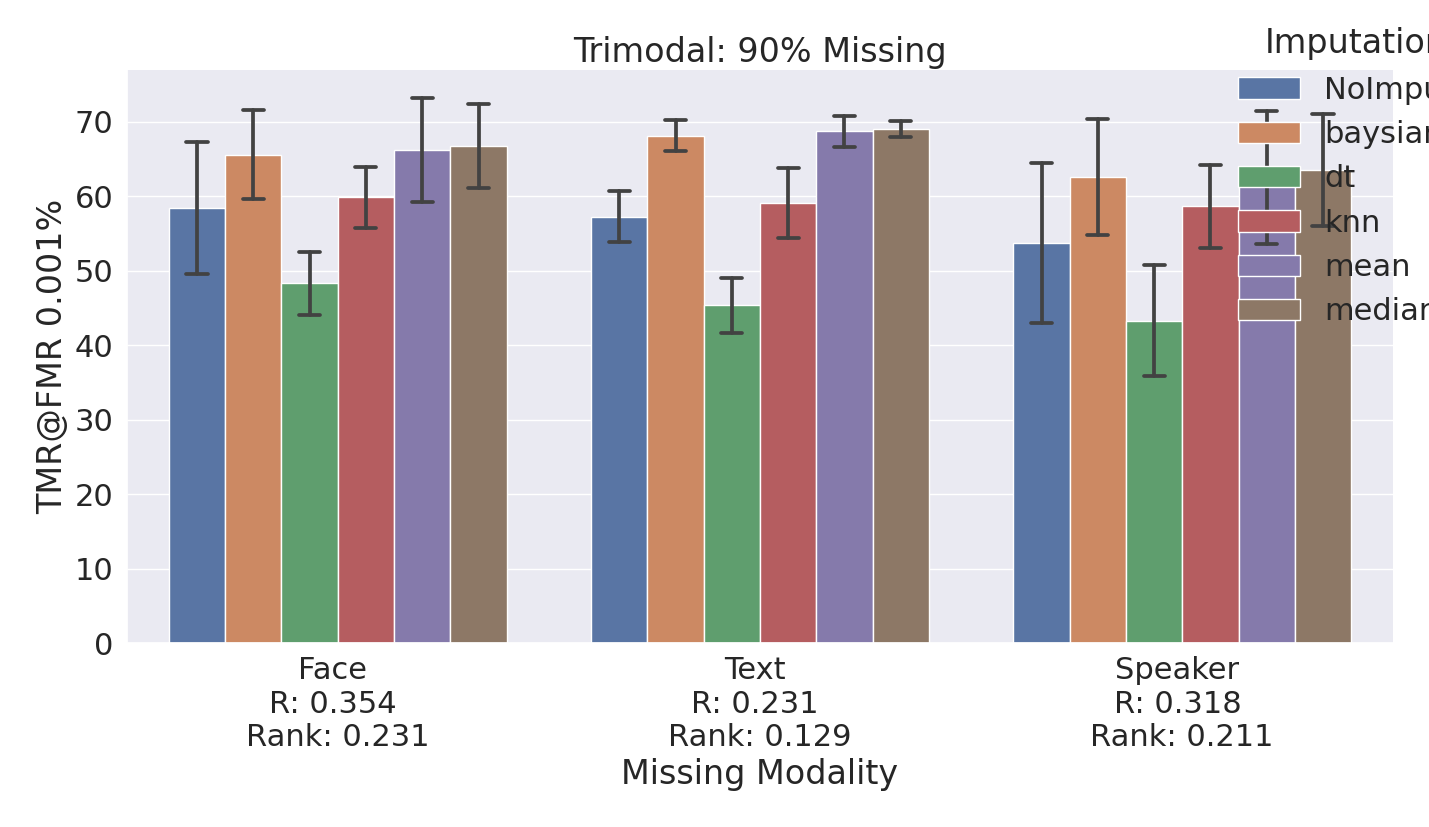 Trimodal: 90% Missing
Imputation
NoImpu
baysian
dt
knn
mean
median
TMR@FMR 0.001%
70
60
50
40
30
20
10
0
Face
R: 0.354
Rank: 0.231
Text
R: 0.231
Rank: 0.129
Speaker
R: 0.318
Rank: 0.211
Missing Modality